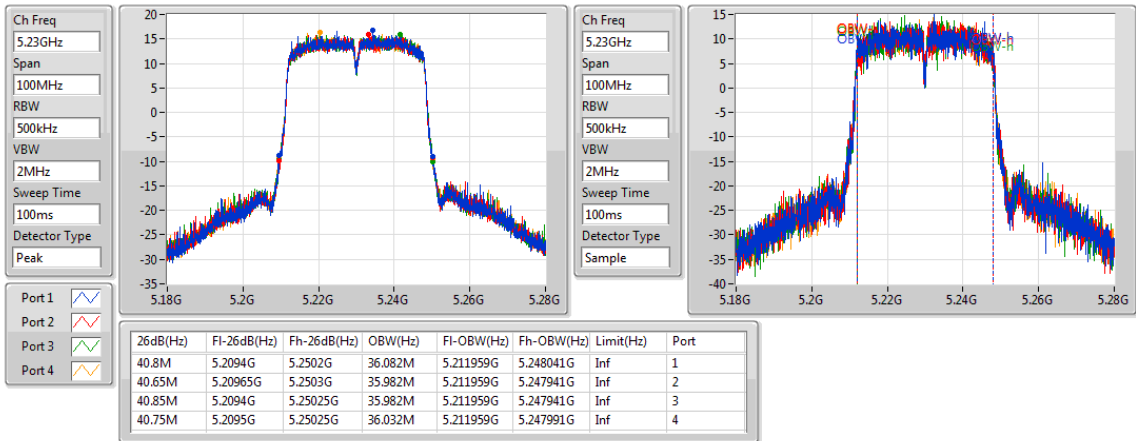 Ch Freq
5.23GHz
Span
100MHz
RBW
500kHz
VBW
2MHz
Sweep Time
100ms
Detector Type
Peak
20
15
10
5
0
-5
-10
-15
-20
-25
-30
-35
5.18G 5.2G 5.22G 5.24G 5.26G 5.28G
Ch Freq
5.23GHz
Span
100MHz
RBW
500kHz
VBW
2MHz
Sweep Time
100ms
Detector Type
Sample
15
10
5
0
-5
-10
-15
-20
-25
-30
-35
-40
5.18G 5.2G 5.22G 5.24G 5.26G 5.28G
Port 1
Port 2
Port 3
Port 4
26dB(Hz) Fl-26dB(Hz) Fh-26dB(Hz) OBW(Hz) Fl-OBW(Hz) Fh-OBW(Hz) Limit(Hz) Port
40.8M 5.2094G 5.2502G 36.082M 5.211959G 5.248041G Inf 1
40.65M 5.20965G 5.2503G 35.982M 5.211959G 5.247941G Inf 2
40.85M 5.2094G 5.25025G 35.982M 5.211959G 5.247941G Inf 3
40.75M 5.2095G 5.25025G 36.032M 5.211959G 5.247991G Inf 4